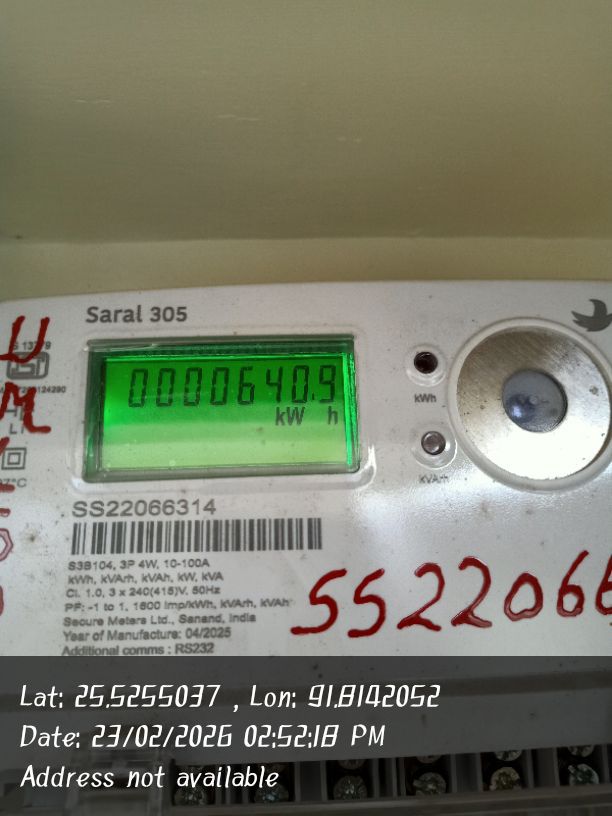 Saral 305
0000640.9
kW h
kWh
kVArh
SS22066314
S3B104, 3P 4W, 10-100A
kWh, kVArh, kVAh, kW, kVA
Cl. 1.0, 3 x 240(415)V, 50Hz
PF: -1 to 1, 1600 imp/kWh, kVArh, kVAh
Secure Meters Ltd., Sanand, India
Year of Manufacture: 04/2025
Additional comms : RS232
SS22066
U
M
Lat: 25.5255037 , Lon: 91.8142052
Date: 23/02/2026 02:52:18 PM
Address not available